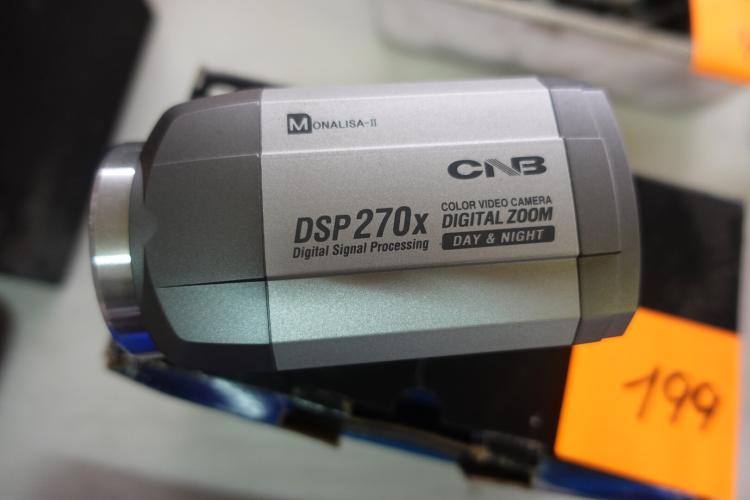 MONALISA-II
CNB
DSP 270x
Digital Signal Processing
COLOR VIDEO CAMERA
DIGITAL ZOOM
DAY & NIGHT
199